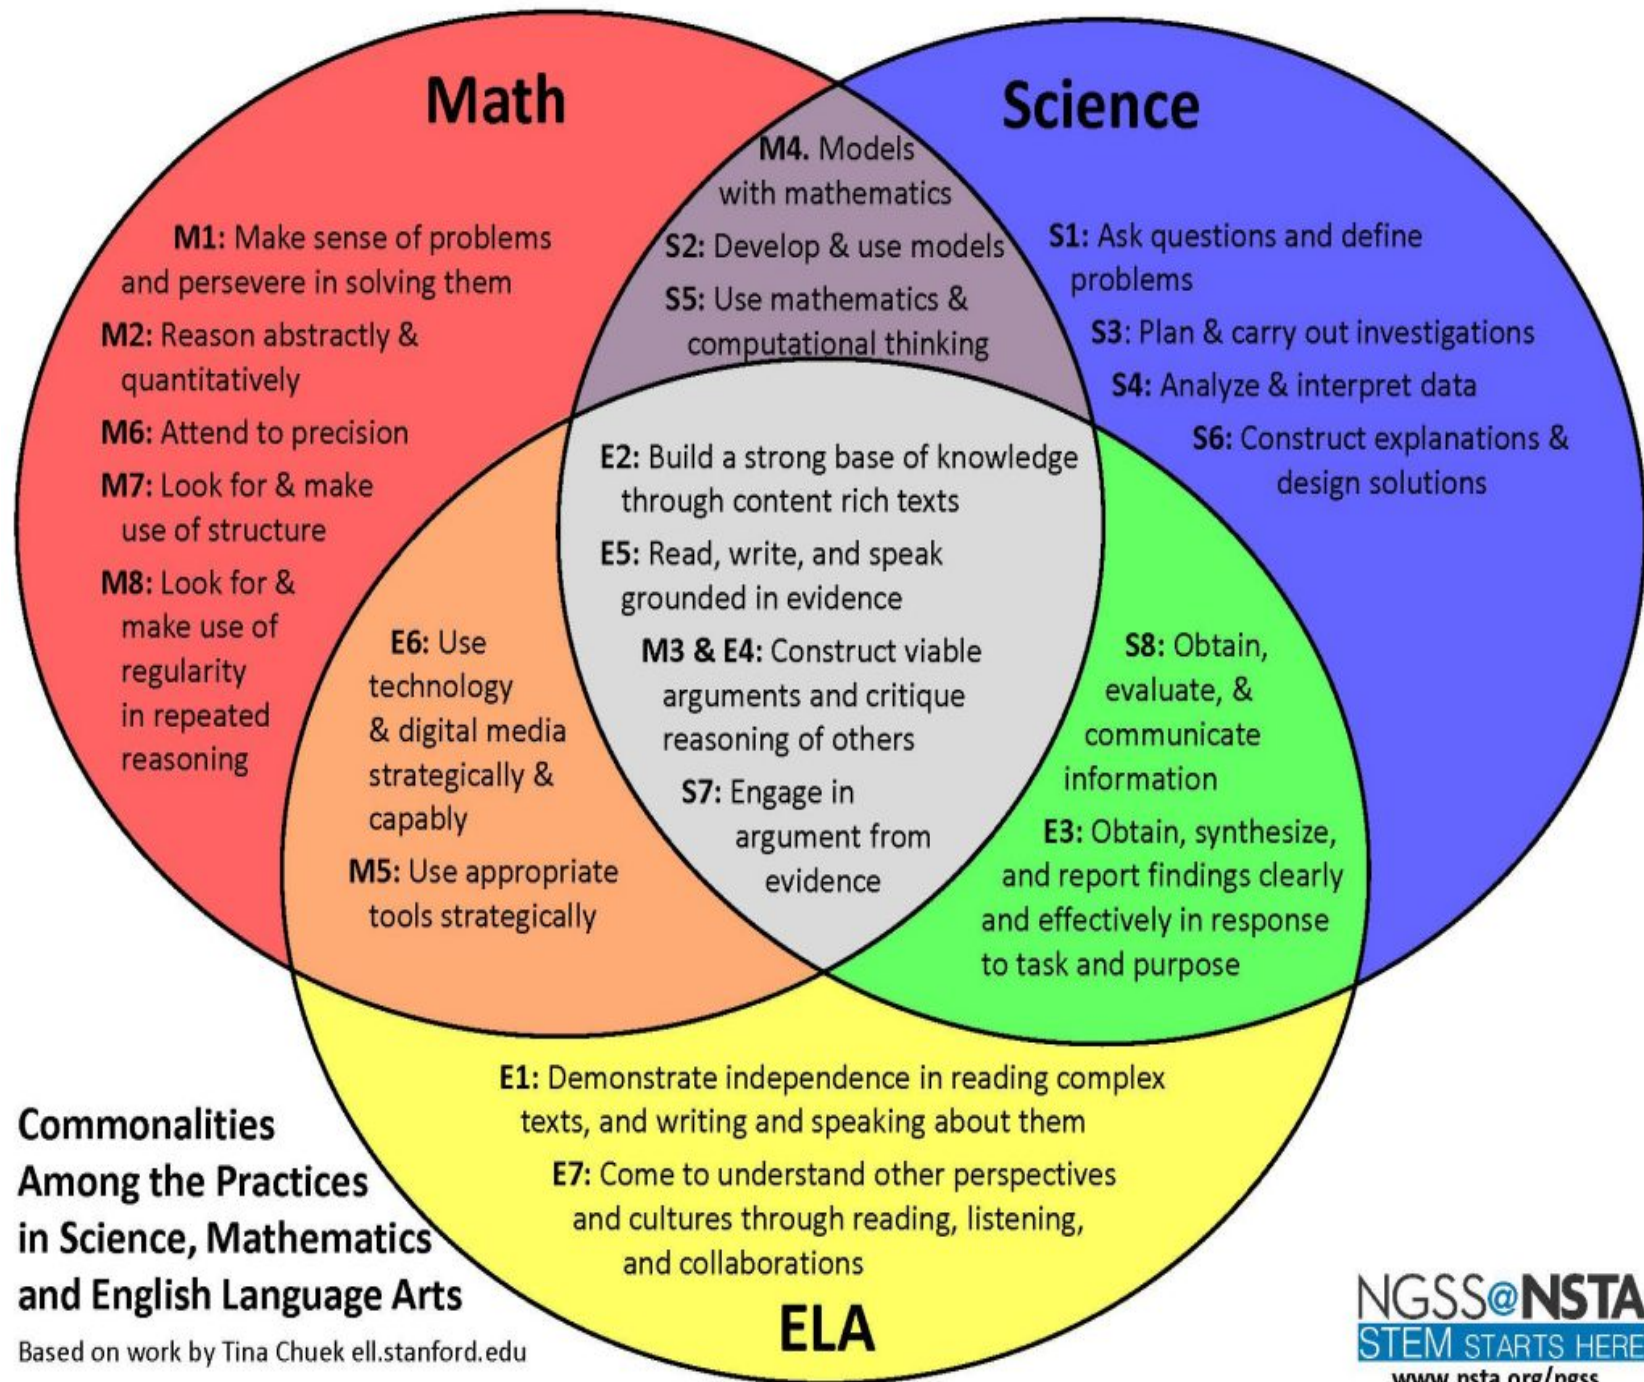 Math
Science
M4. Models
with mathematics
S2: Develop & use models
S5: Use mathematics &
computational thinking
M1: Make sense of problems
and persevere in solving them
M2: Reason abstractly &
quantitatively
M6: Attend to precision
M7: Look for & make
use of structure
M8: Look for &
make use of
regularity
in repeated
reasoning
S1: Ask questions and define
problems
S3: Plan & carry out investigations
S4: Analyze & interpret data
S6: Construct explanations &
design solutions
E2: Build a strong base of knowledge
through content rich texts
E5: Read, write, and speak
grounded in evidence
M3 & E4: Construct viable
arguments and critique
reasoning of others
S7: Engage in
argument from
evidence
E6: Use
technology
& digital media
strategically &
capably
M5: Use appropriate
tools strategically
S8: Obtain,
evaluate, &
communicate
information
E3: Obtain, synthesize,
and report findings clearly
and effectively in response
to task and purpose
E1: Demonstrate independence in reading complex
texts, and writing and speaking about them
E7: Come to understand other perspectives
and cultures through reading, listening,
and collaborations
ELA
Commonalities
Among the Practices
in Science, Mathematics
and English Language Arts
Based on work by Tina Chuek ell.stanford.edu
NGSS@NSTA
STEM STARTS HERE
www.nsta.org/ngss